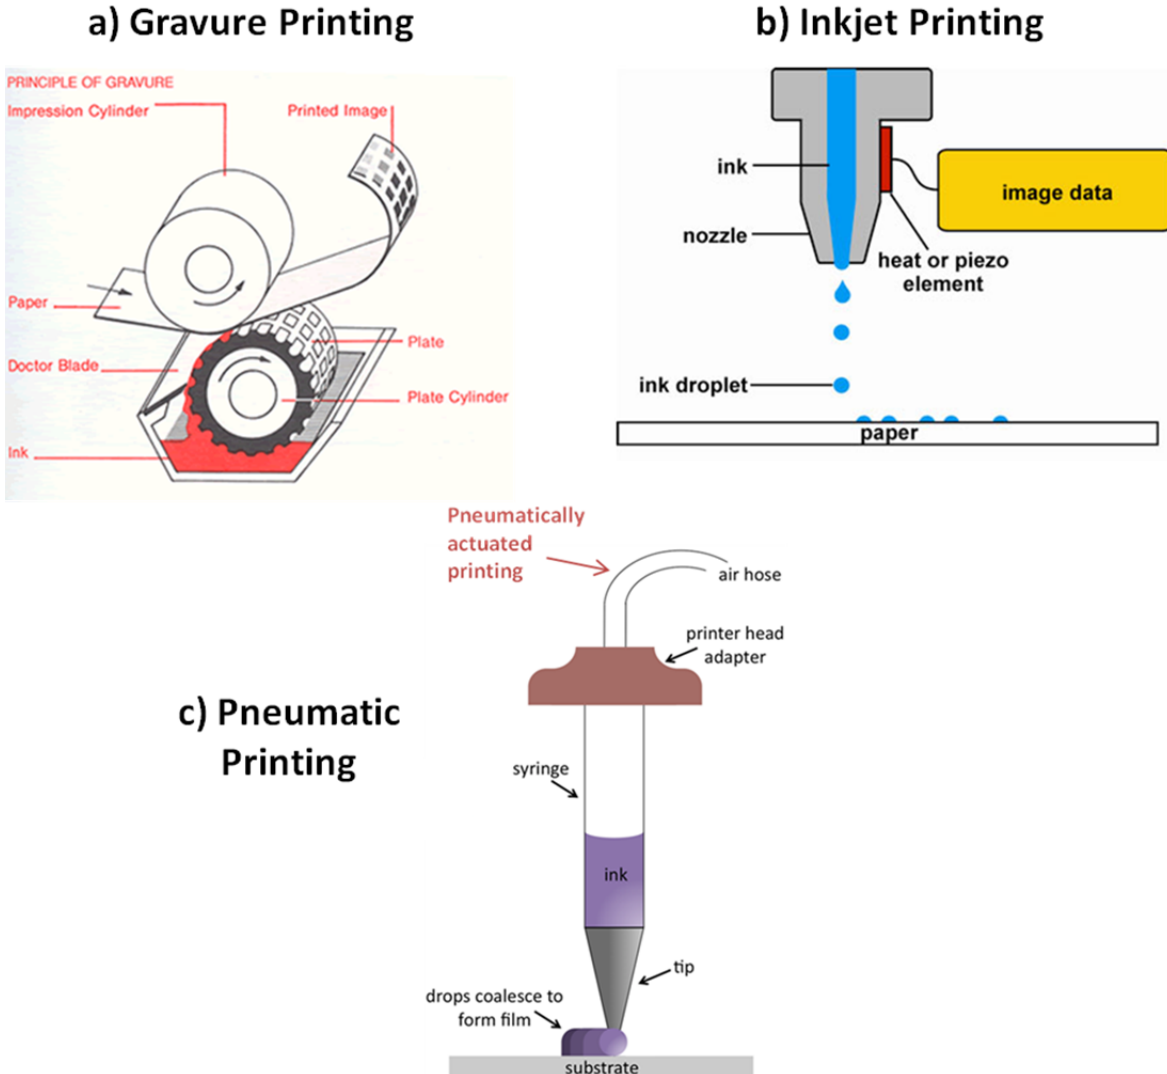 a) Gravure Printing
PRINCIPLE OF GRAVURE
Impression Cylinder
Printed Image
Paper
Doctor Blade
Plate
Plate Cylinder
Ink
b) Inkjet Printing
ink
image data
nozzle
heat or piezo
element
ink droplet
paper
c) Pneumatic
Printing
Pneumatically
actuated
printing
air hose
printer head
adapter
syringe
ink
tip
drops coalesce to
form film
substrate